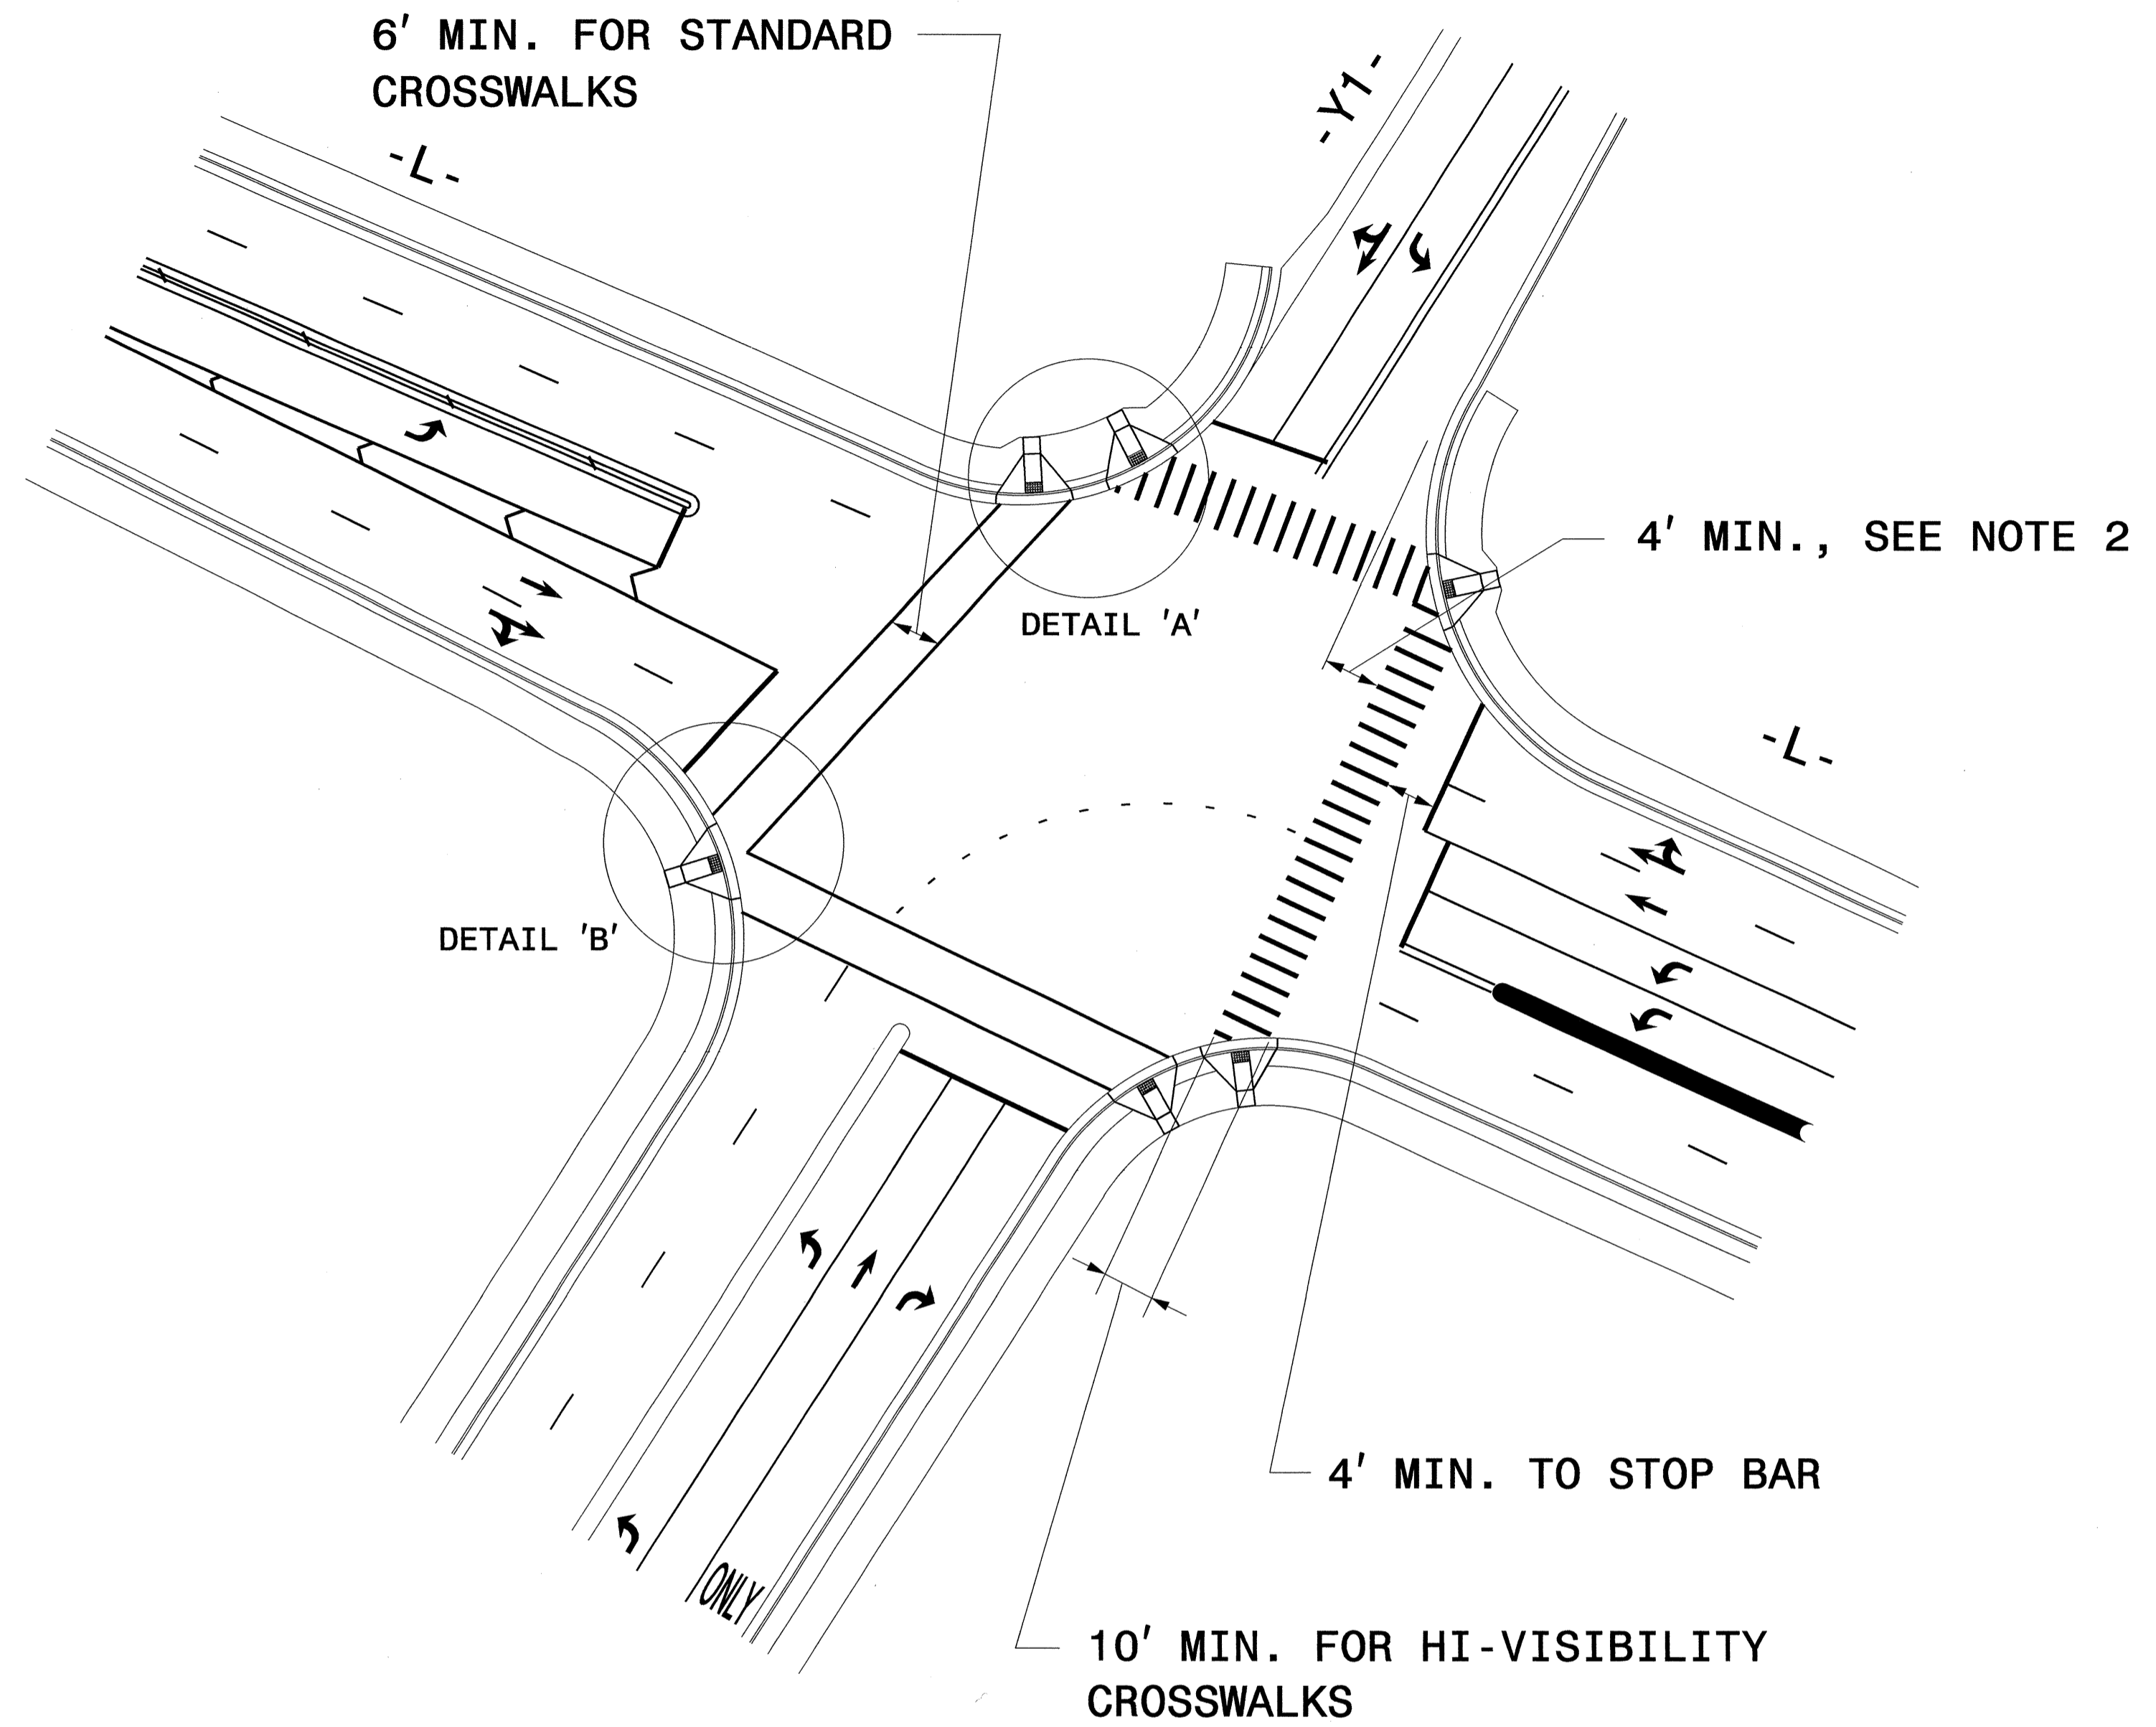 6' MIN. FOR STANDARD
CROSSWALKS
-Y1-
-L-
4' MIN., SEE NOTE 2
DETAIL 'A'
-L-
DETAIL 'B'
4' MIN. TO STOP BAR
ONLY
10' MIN. FOR HI-VISIBILITY
CROSSWALKS